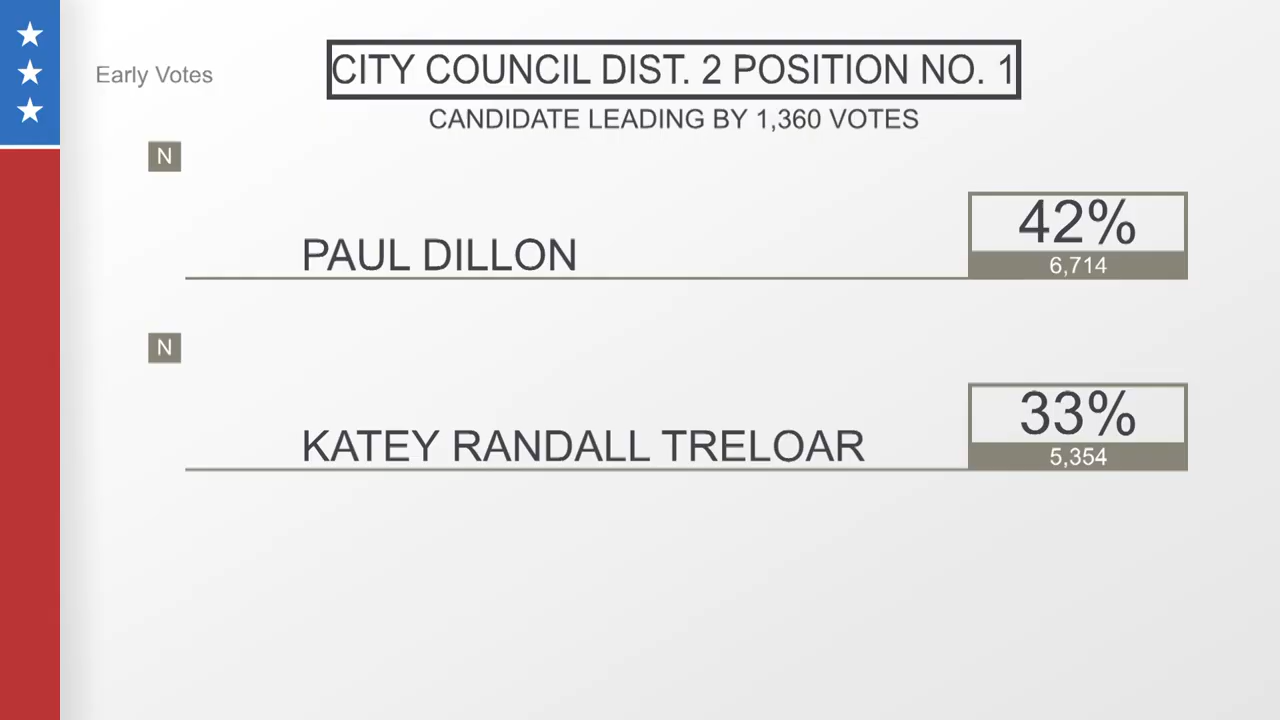 Early Votes
CITY COUNCIL DIST. 2 POSITION NO. 1
CANDIDATE LEADING BY 1,360 VOTES
N
PAUL DILLON
42%
6,714
N
KATEY RANDALL TRELOAR
33%
5,354